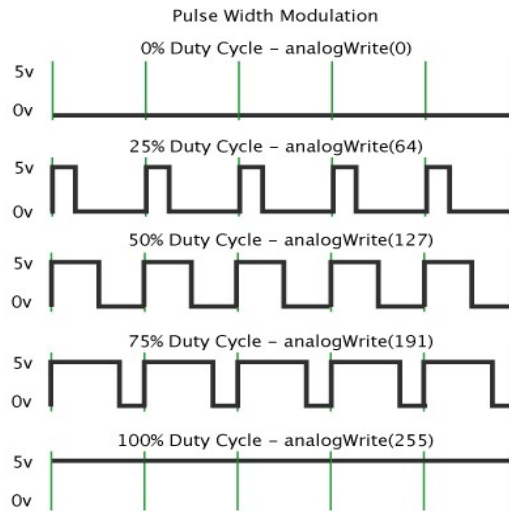 Pulse Width Modulation
0% Duty Cycle – analogWrite(0)
5v
0v
25% Duty Cycle – analogWrite(64)
5v
0v
50% Duty Cycle – analogWrite(127)
5v
0v
75% Duty Cycle – analogWrite(191)
5v
0v
100% Duty Cycle – analogWrite(255)
5v
0v